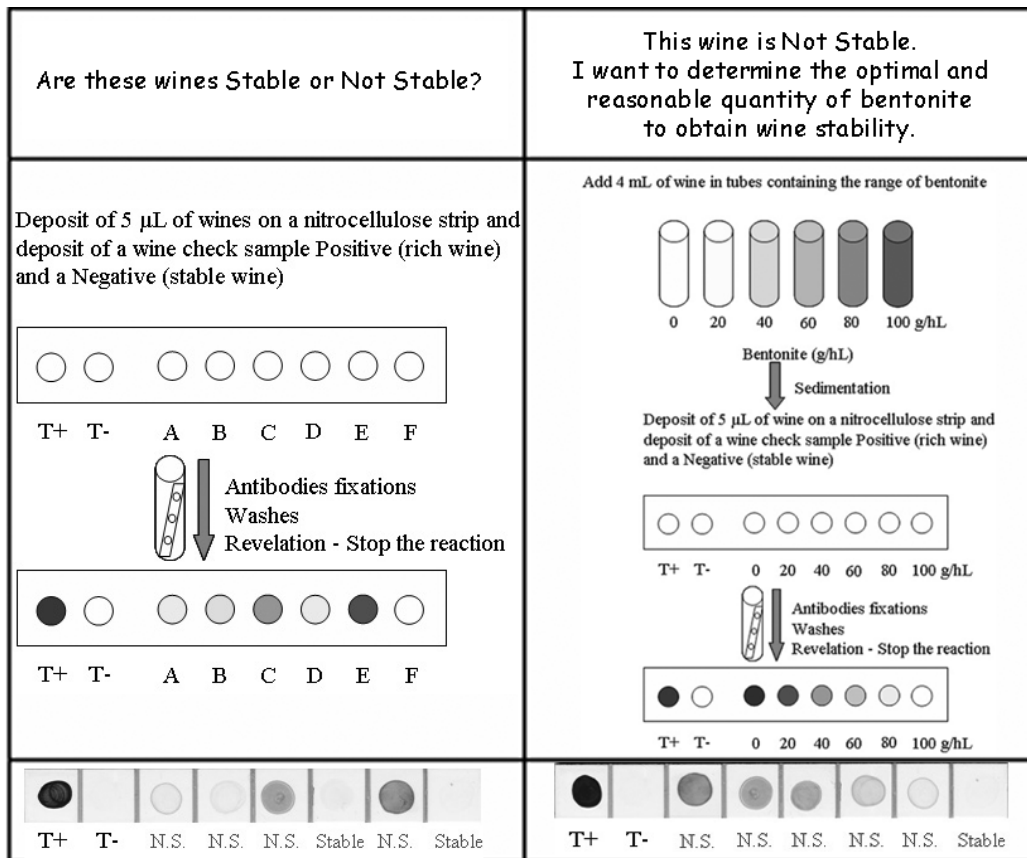 Are these wines Stable or Not Stable?
This wine is Not Stable.
I want to determine the optimal and
reasonable quantity of bentonite
to obtain wine stability.
Deposit of 5 µL of wines on a nitrocellulose strip and
deposit of a wine check sample Positive (rich wine)
and a Negative (stable wine)
T+ T- A B C D E F
Antibodies fixations
Washes
Revelation - Stop the reaction
T+ T- A B C D E F
T+ T- N.S. N.S. N.S. Stable N.S. Stable
Add 4 mL of wine in tubes containing the range of bentonite
0 20 40 60 80 100 g/hL
Bentonite (g/hL)
Sedimentation
Deposit of 5 µL of wine on a nitrocellulose strip and
deposit of a wine check sample Positive (rich wine)
and a Negative (stable wine)
T+ T- 0 20 40 60 80 100 g/hL
Antibodies fixations
Washes
Revelation - Stop the reaction
T+ T- 0 20 40 60 80 100 g/hL
T+ T- N.S. N.S. N.S. N.S. N.S. Stable